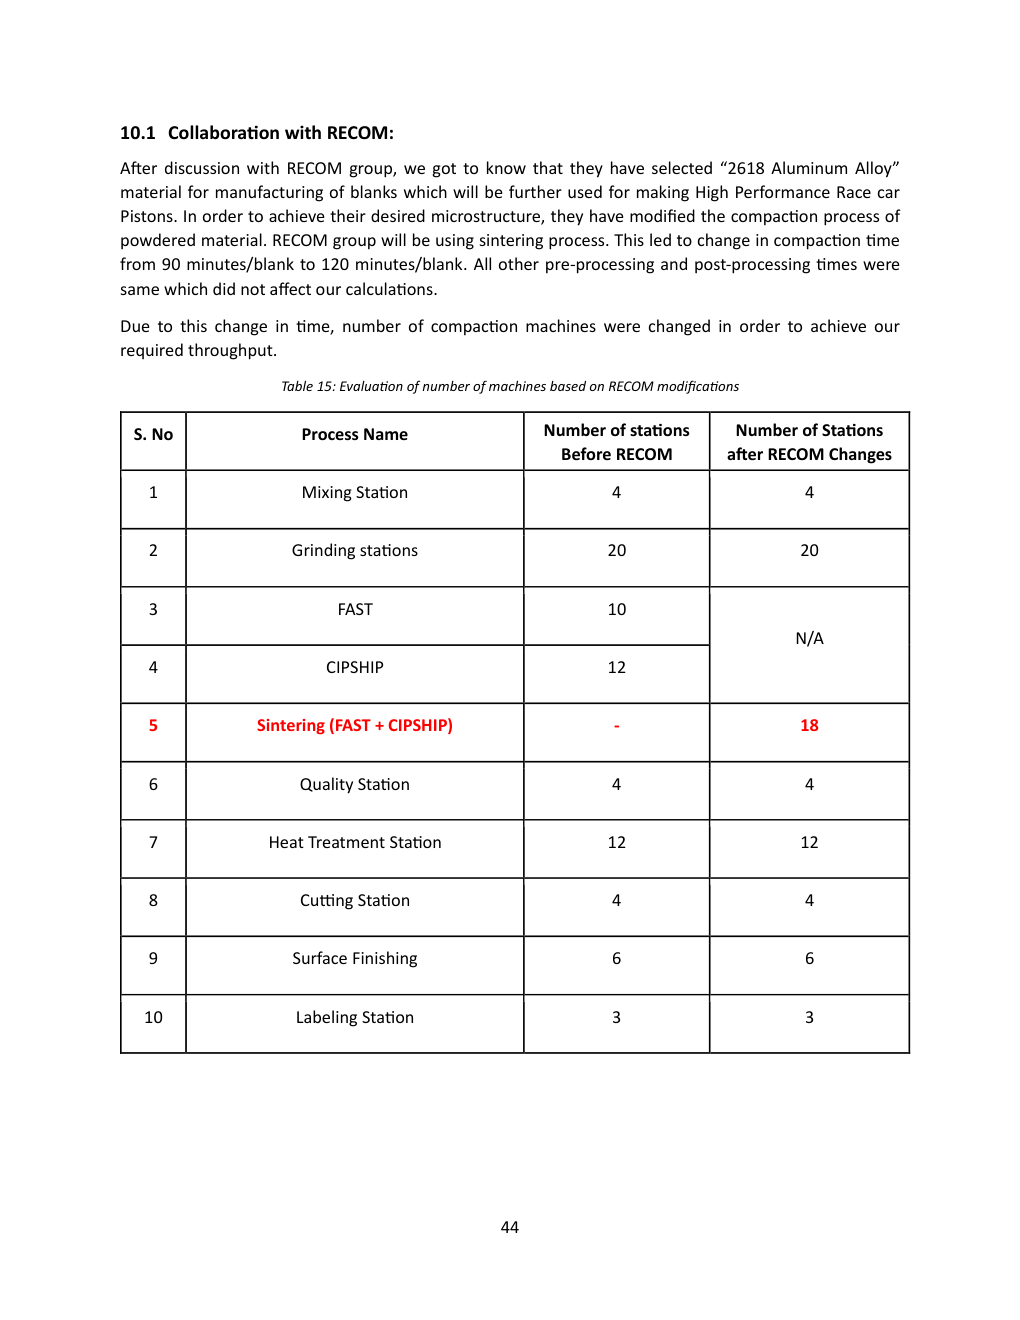 10.1 Collaboration with RECOM:
After discussion with RECOM group, we got to know that they have selected “2618 Aluminum Alloy”
material for manufacturing of blanks which will be further used for making High Performance Race car
Pistons. In order to achieve their desired microstructure, they have modified the compaction process of
powdered material. RECOM group will be using sintering process. This led to change in compaction time
from 90 minutes/blank to 120 minutes/blank. All other pre-processing and post-processing times were
same which did not affect our calculations.
Due to this change in time, number of compaction machines were changed in order to achieve our
required throughput.
Table 15: Evaluation of number of machines based on RECOM modifications
S. No Process Name Number of stations Before RECOM Number of Stations after RECOM Changes
1 Mixing Station 4 4
2 Grinding stations 20 20
3 FAST 10 N/A
4 CIPSHIP 12
5 Sintering (FAST + CIPSHIP) - 18
6 Quality Station 4 4
7 Heat Treatment Station 12 12
8 Cutting Station 4 4
9 Surface Finishing 6 6
10 Labeling Station 3 3
44